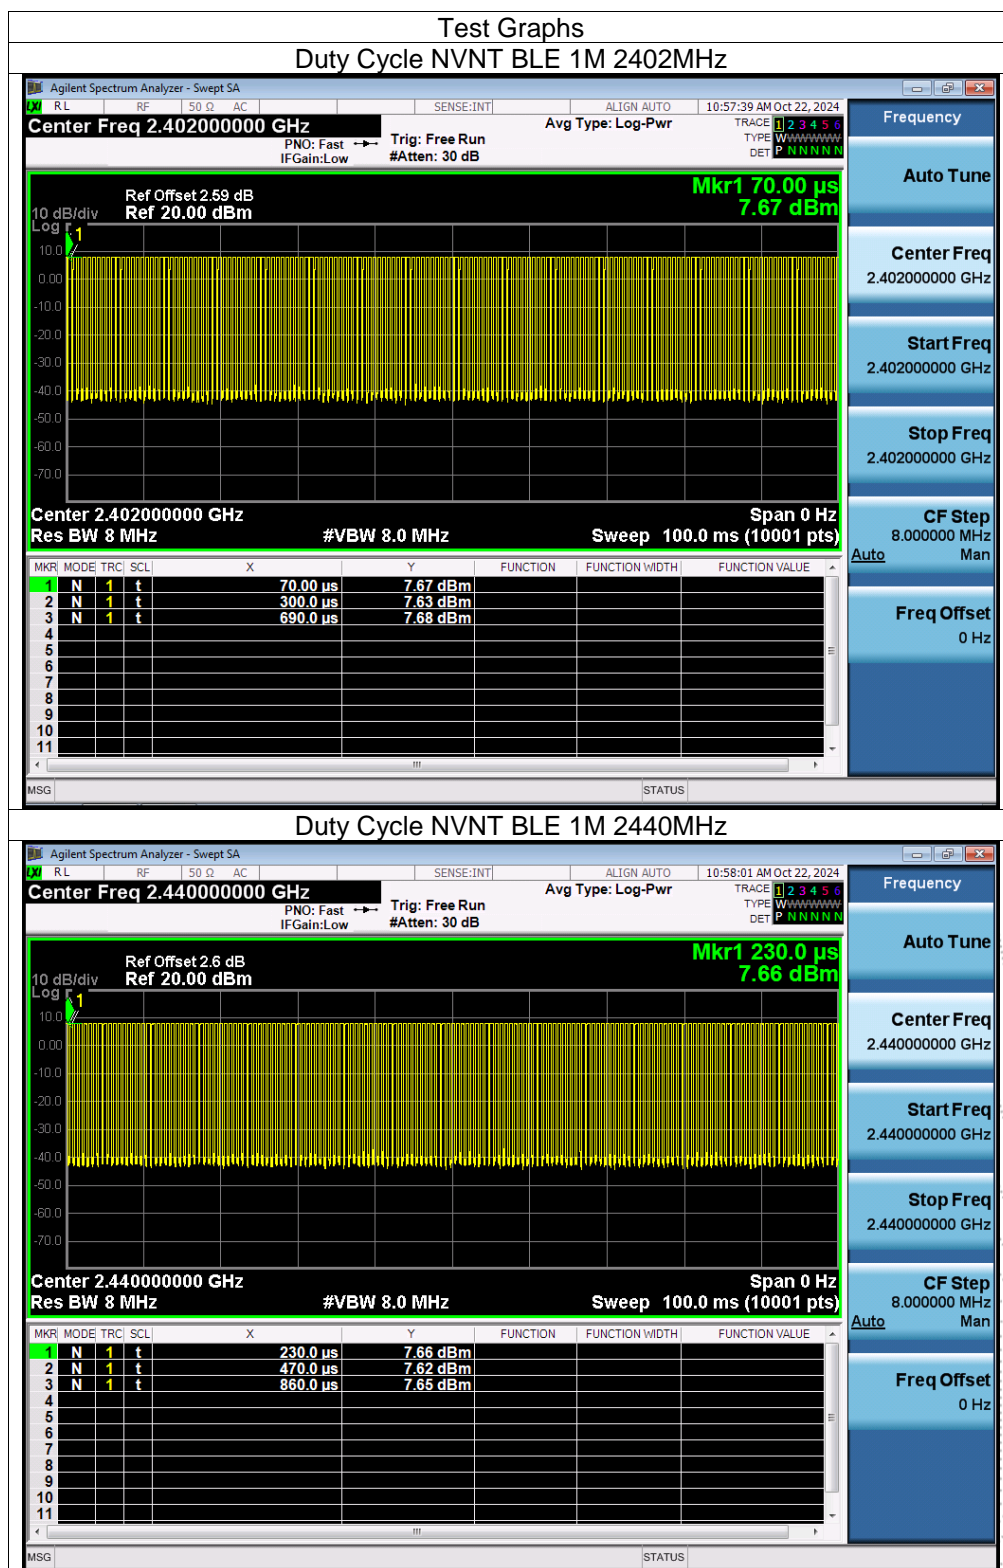 Test Graphs
Duty Cycle NVNT BLE 1M 2402MHz
Agilent Spectrum Analyzer - Swept SA
LXI RL RF 50 Ω AC SENSE:INT ALIGN AUTO 10:57:39 AM Oct 22, 2024
Center Freq 2.402000000 GHz Avg Type: Log-Pwr TRACE 1 2 3 4 5 6
PNO: Fast Trig: Free Run TYPE WWWWWW
IFGain:Low #Atten: 30 dB DET P N N N N N
Frequency
Auto Tune
Center Freq
2.402000000 GHz
Start Freq
2.402000000 GHz
Stop Freq
2.402000000 GHz
CF Step
8.000000 MHz
Auto Man
Freq Offset
0 Hz
Mkr1 70.00 µs
7.67 dBm
Ref Offset 2.59 dB
10 dB/div Ref 20.00 dBm
Log
1
10.0
0.00
-10.0
-20.0
-30.0
-40.0
-50.0
-60.0
-70.0
Center 2.402000000 GHz Span 0 Hz
Res BW 8 MHz #VBW 8.0 MHz Sweep 100.0 ms (10001 pts)
MKR MODE TRC SCL X Y FUNCTION FUNCTION WIDTH FUNCTION VALUE
1 N 1 t 70.00 µs 7.67 dBm
2 N 1 t 300.0 µs 7.63 dBm
3 N 1 t 690.0 µs 7.68 dBm
4
5
6
7
8
9
10
11
MSG STATUS
Duty Cycle NVNT BLE 1M 2440MHz
Agilent Spectrum Analyzer - Swept SA
LXI RL RF 50 Ω AC SENSE:INT ALIGN AUTO 10:58:01 AM Oct 22, 2024
Center Freq 2.440000000 GHz Avg Type: Log-Pwr TRACE 1 2 3 4 5 6
PNO: Fast Trig: Free Run TYPE WWWWWW
IFGain:Low #Atten: 30 dB DET P N N N N N
Frequency
Auto Tune
Center Freq
2.440000000 GHz
Start Freq
2.440000000 GHz
Stop Freq
2.440000000 GHz
CF Step
8.000000 MHz
Auto Man
Freq Offset
0 Hz
Mkr1 230.0 µs
7.66 dBm
Ref Offset 2.6 dB
10 dB/div Ref 20.00 dBm
Log
1
10.0
0.00
-10.0
-20.0
-30.0
-40.0
-50.0
-60.0
-70.0
Center 2.440000000 GHz Span 0 Hz
Res BW 8 MHz #VBW 8.0 MHz Sweep 100.0 ms (10001 pts)
MKR MODE TRC SCL X Y FUNCTION FUNCTION WIDTH FUNCTION VALUE
1 N 1 t 230.0 µs 7.66 dBm
2 N 1 t 470.0 µs 7.62 dBm
3 N 1 t 860.0 µs 7.65 dBm
4
5
6
7
8
9
10
11
MSG STATUS